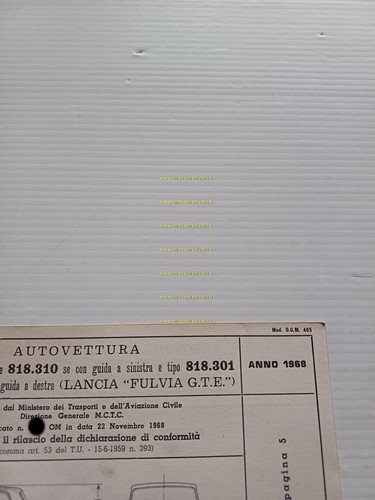 Mod. D.G.M. 405
AUTOVETTURA
818.310 se con guida a sinistra e tipo 818.301
guida a destra (LANCIA "FULVIA G.T.E.")
ANNO 1968
dal Ministero dei Trasporti e dell'Aviazione Civile
Direzione Generale M.C.T.C.
OM in data 22 Novembre 1968
il rilascio della dichiarazione di conformità
comma art. 53 del T.U. - 15-6-1959 n. 393)
pagina 5